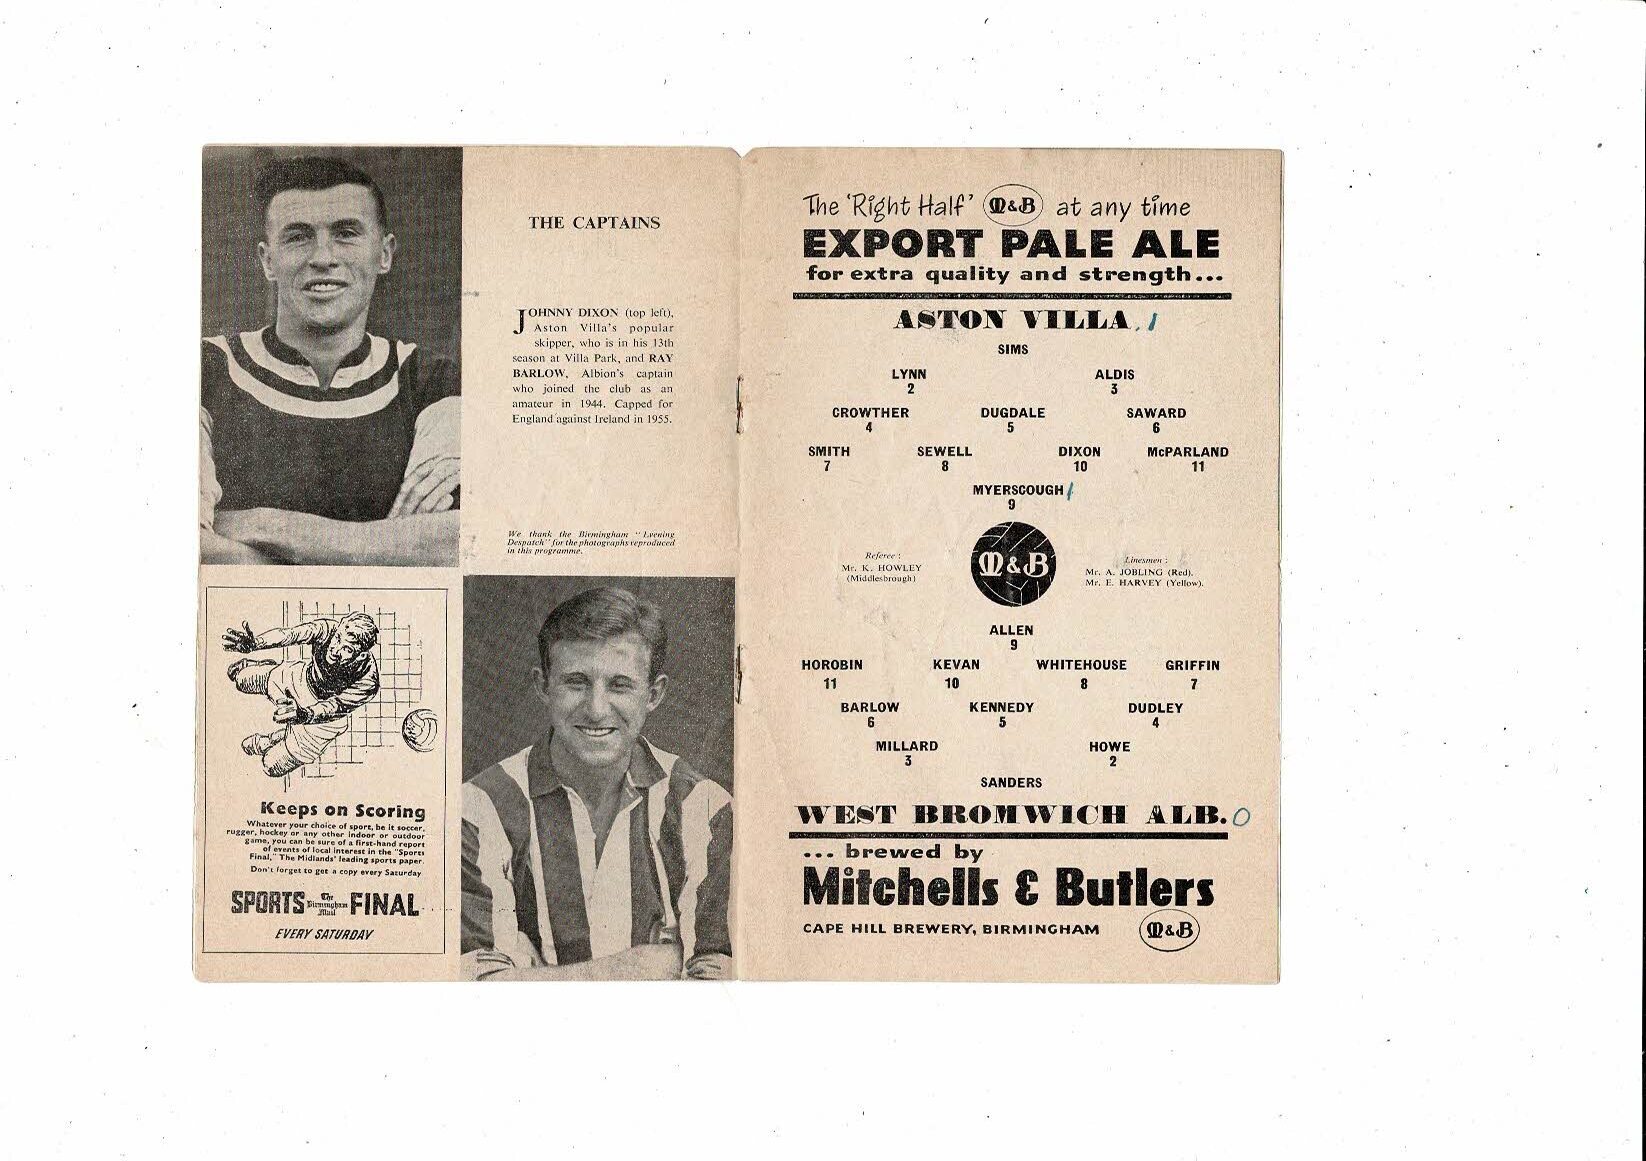 THE CAPTAINS
JOHNNY DIXON (top left),
Aston Villa's popular
skipper, who is in his 13th
season at Villa Park, and RAY
BARLOW, Albion's captain
who joined the club as an
amateur in 1944. Capped for
England against Ireland in 1955.
We thank the Birmingham "Evening
Despatch" for the photographs reproduced
in this programme.
Keeps on Scoring
Whatever your choice of sport, be it soccer,
rugger, hockey or any other indoor or outdoor
game, you can be sure of a first-hand report
of events of local interest in the "Sports
Final," The Midlands' leading sports paper.
Don't forget to get a copy every Saturday
SPORTS The Birmingham Mail FINAL
EVERY SATURDAY
The 'Right Half' M&B at any time
EXPORT PALE ALE
for extra quality and strength...
ASTON VILLA. 1
SIMS
LYNN ALDIS
2 3
CROWTHER DUGDALE SAWARD
4 5 6
SMITH SEWELL DIXON McPARLAND
7 8 10 11
MYERSCOUGH 1
9
Referee :
Mr. K. HOWLEY
(Middlesbrough)
M&B
Linesmen :
Mr. A. JOBLING (Red).
Mr. E. HARVEY (Yellow).
ALLEN
9
HOROBIN KEVAN WHITEHOUSE GRIFFIN
11 10 8 7
BARLOW KENNEDY DUDLEY
6 5 4
MILLARD HOWE
3 2
SANDERS
WEST BROMWICH ALB. 0
... brewed by
Mitchells & Butlers
CAPE HILL BREWERY, BIRMINGHAM M&B